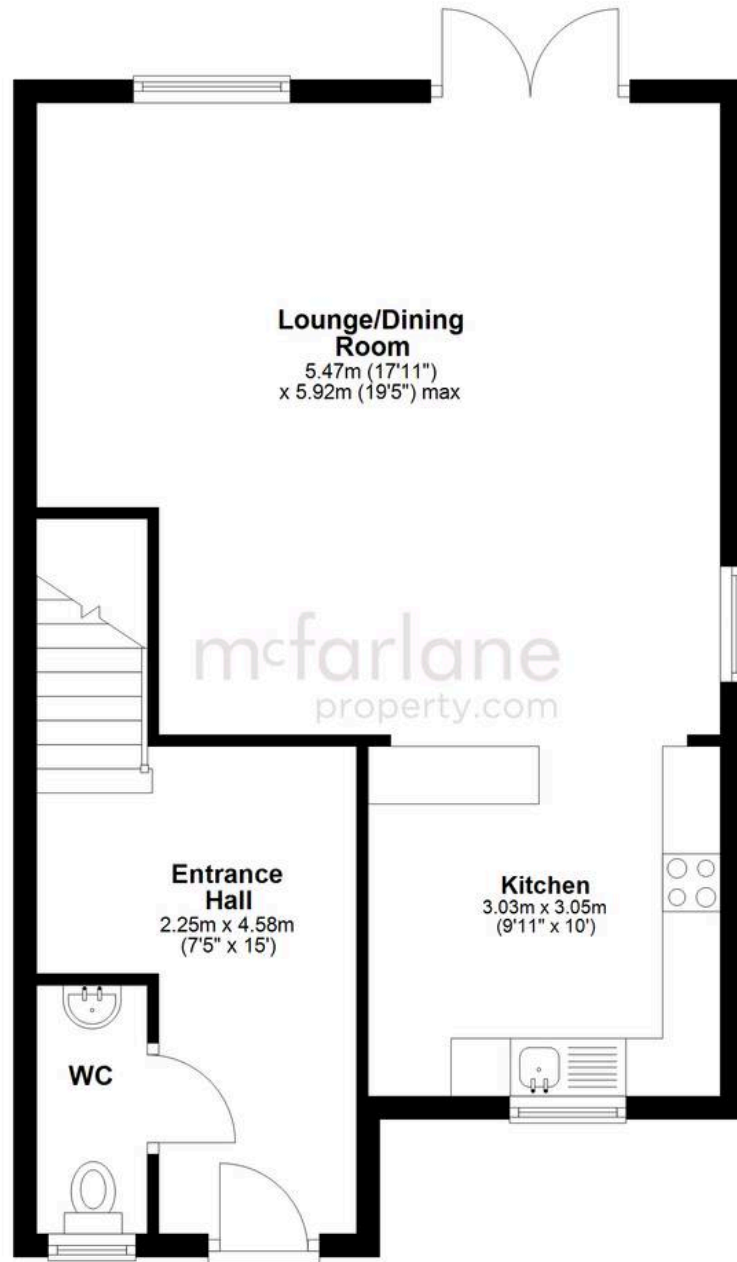 Lounge/Dining
Room
5.47m (17'11")
x 5.92m (19'5") max
mcfarlane
property.com
Entrance
Hall
2.25m x 4.58m
(7'5" x 15')
Kitchen
3.03m x 3.05m
(9'11" x 10')
WC